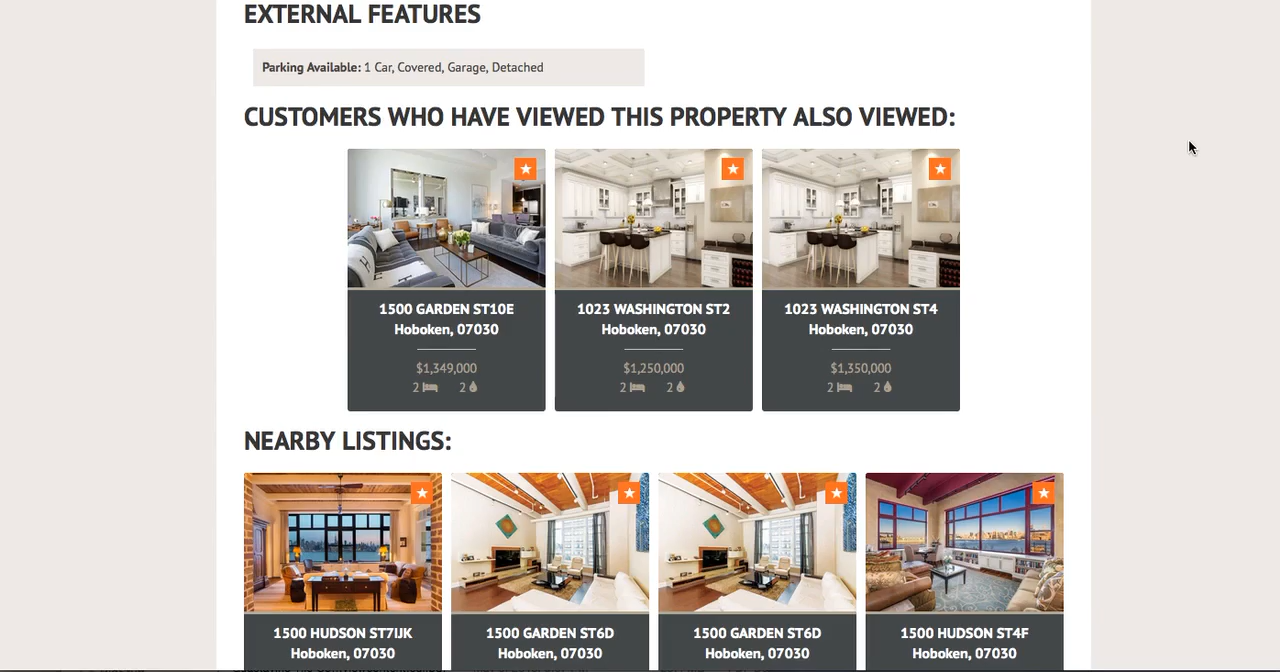 EXTERNAL FEATURES
Parking Available: 1 Car, Covered, Garage, Detached
CUSTOMERS WHO HAVE VIEWED THIS PROPERTY ALSO VIEWED:
1500 GARDEN ST10E
Hoboken, 07030
$1,349,000
2 2
1023 WASHINGTON ST2
Hoboken, 07030
$1,250,000
2 2
1023 WASHINGTON ST4
Hoboken, 07030
$1,350,000
2 2
NEARBY LISTINGS:
1500 HUDSON ST7IJK
Hoboken, 07030
1500 GARDEN ST6D
Hoboken, 07030
1500 GARDEN ST6D
Hoboken, 07030
1500 HUDSON ST4F
Hoboken, 07030